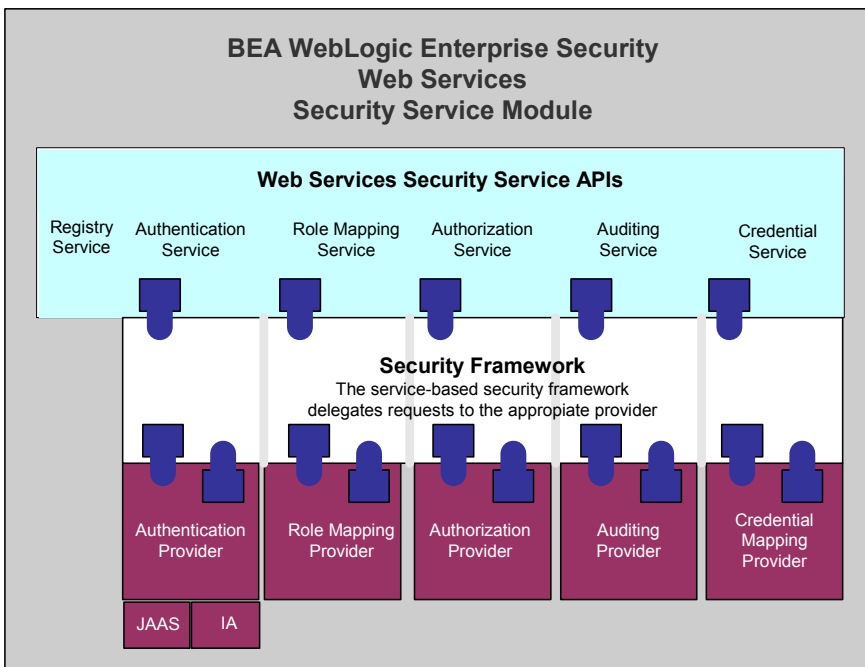 BEA WebLogic Enterprise Security
Web Services
Security Service Module
Web Services Security Service APIs
Registry
Service
Authentication
Service
Role Mapping
Service
Authorization
Service
Auditing
Service
Credential
Service
Security Framework
The service-based security framework
delegates requests to the appropiate provider
Authentication
Provider
Role Mapping
Provider
Authorization
Provider
Auditing
Provider
Credential
Mapping
Provider
JAAS
IA